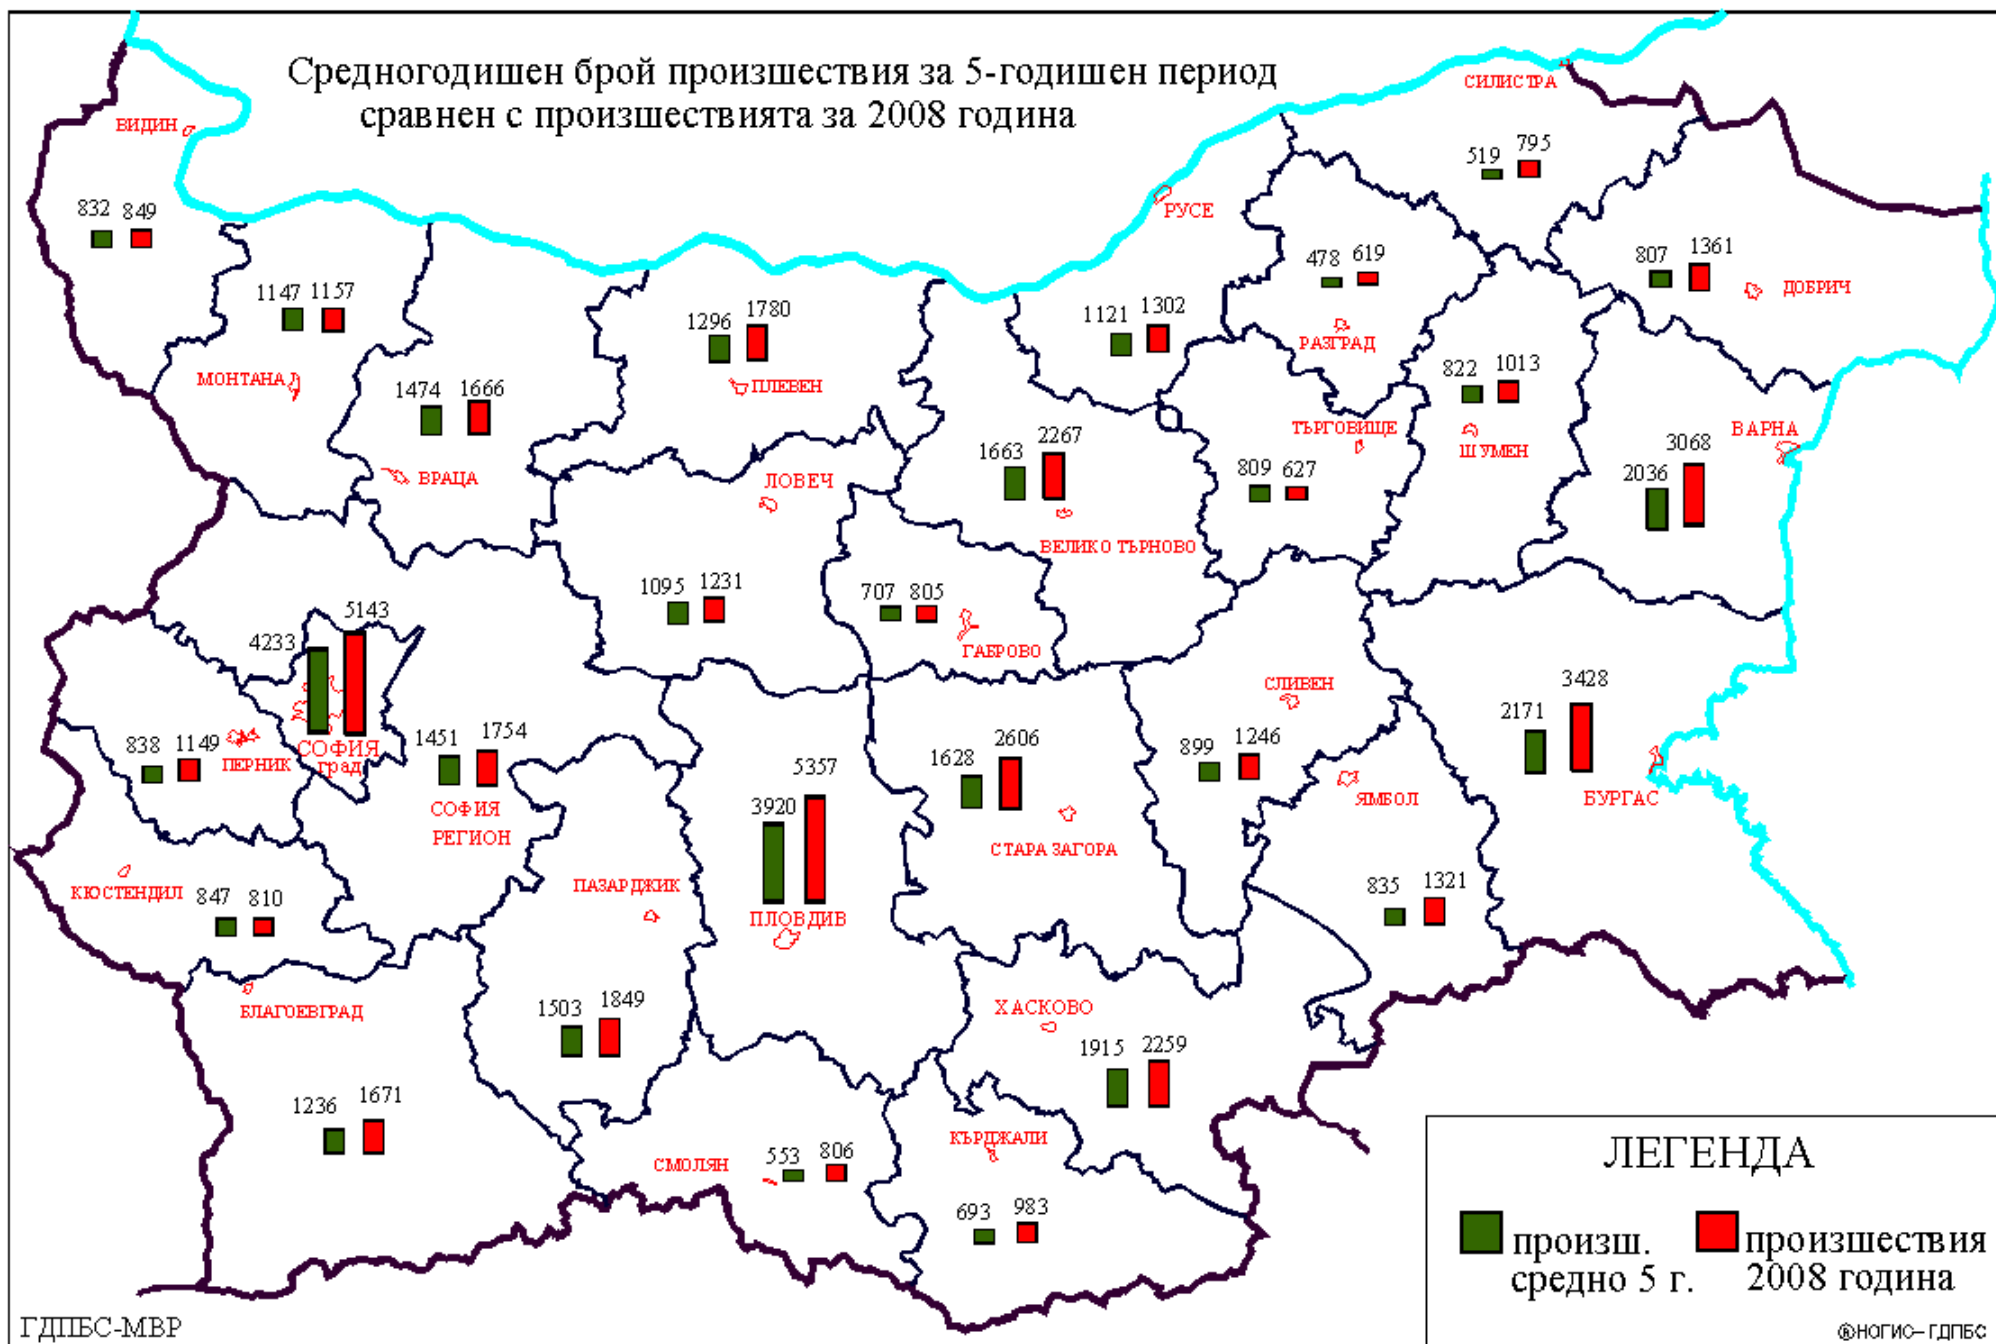 Средногодишен брой произшествия за 5-годишен период
сравнен с произшествията за 2008 година
СИЛИСТРА
519 795
ВИДИН
832 849
РУСЕ
1121 1302
478 619
РАЗГРАД
807 1361
ДОБРИЧ
1147 1157
МОНТАНА
1474 1666
ВРАЦА
1296 1780
ПЛЕВЕН
822 1013
ШУМЕН
ТЪРГОВИЩЕ
809 627
ВАРНА
2036 3068
ЛОВЕЧ
1095 1231
1663 2267
ВЕЛИКО ТЪРНОВО
707 805
ГАБРОВО
4233 5143
СОФИЯ
град
838 1149
ПЕРНИК
1451 1754
СОФИЯ
РЕГИОН
3920 5357
ПЛОВДИВ
1628 2606
СТАРА ЗАГОРА
СЛИВЕН
899 1246
ЯМБОЛ
835 1321
2171 3428
БУРГАС
КЮСТЕНДИЛ
847 810
ПАЗАРДЖИК
1503 1849
БЛАГОЕВГРАД
1236 1671
ХАСКОВО
1915 2259
СМОЛЯН
553 806
КЪРДЖАЛИ
693 983
ЛЕГЕНДА
произш.
средно 5 г.
произшествия
2008 година
ГДПБС-МВР
®НОГИС-ГДПБС